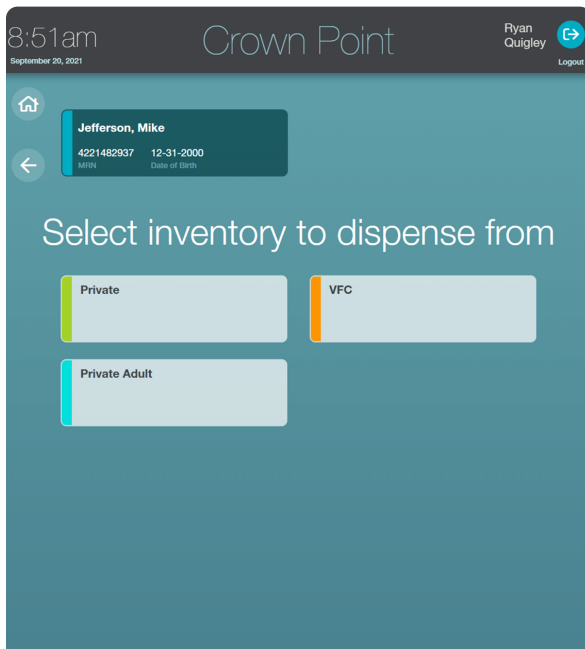 8:51am
September 20, 2021
Crown Point
Ryan
Quigley
Logout
Jefferson, Mike
4221482937 12-31-2000
MRN Date of Birth
Select inventory to dispense from
Private
VFC
Private Adult